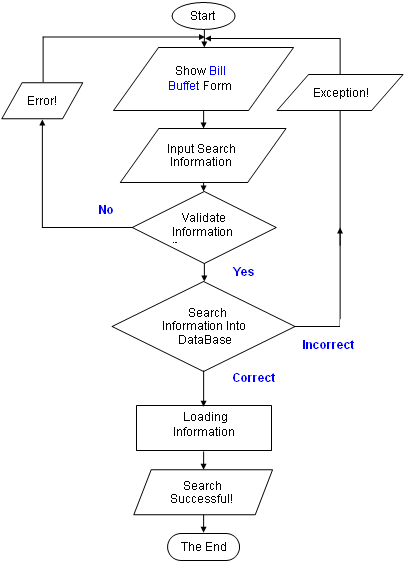 Start
Show Bill
Buffet Form
Error!
Exception!
Input Search
Information
No
Validate
Information
Yes
Search
Information Into
DataBase
Incorrect
Correct
Loading
Information
Search
Successful!
The End